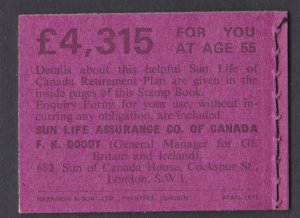 £4,315 FOR YOU
AT AGE 55
Details about this helpful Sun Life of
Canada Retirement Plan are given in the
inside pages of this Stamp Book.
Enquiry Forms for your use, without in-
curring any obligation, are included.
SUN LIFE ASSURANCE CO. OF CANADA
F. K. DOODY (General Manager for Gt.
Britain and Ireland),
682, Sun of Canada House, Cockspur St.,
London, S.W.1.
HARRISON & SONS LTD., PRINTERS, LONDON APRIL 1971